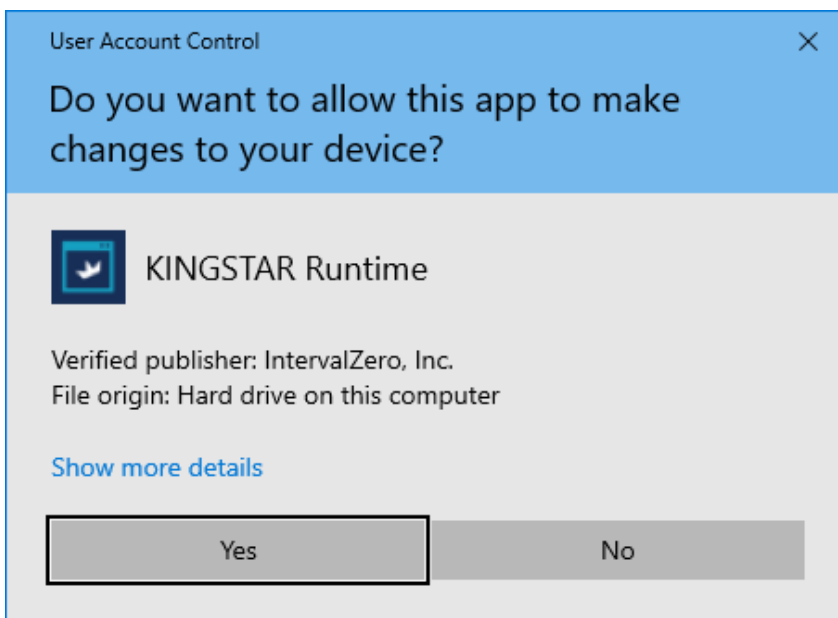 User Account Control
Do you want to allow this app to make
changes to your device?
KINGSTAR Runtime
Verified publisher: IntervalZero, Inc.
File origin: Hard drive on this computer
Show more details
Yes
No